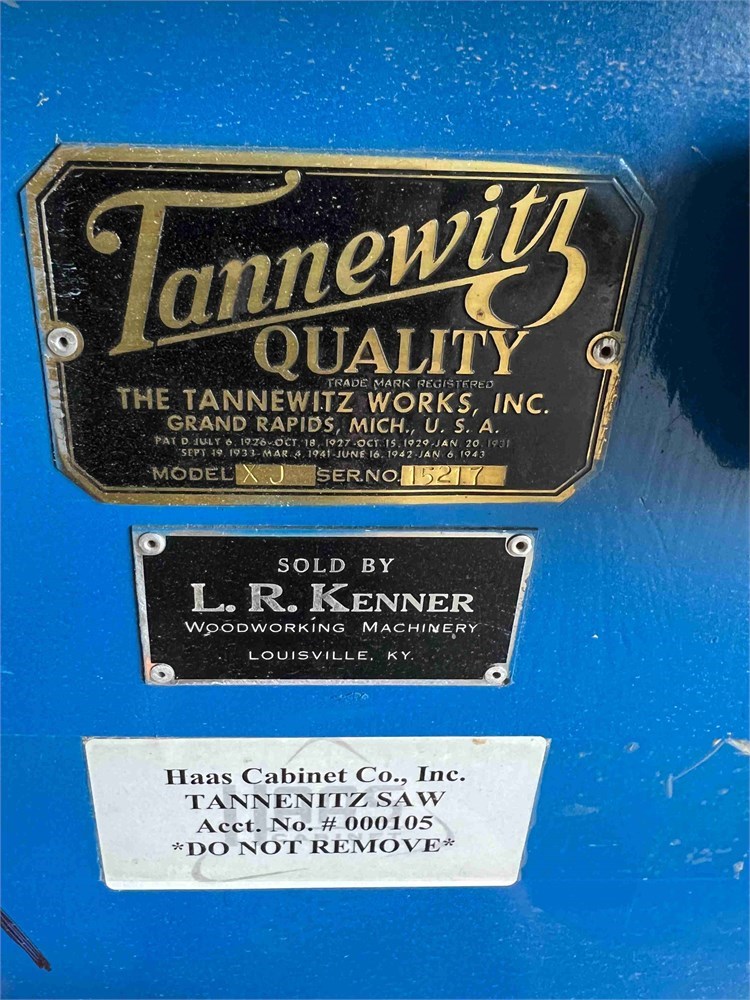 Tannewitz
QUALITY
TRADE MARK REGISTERED
THE TANNEWITZ WORKS, INC.
GRAND RAPIDS, MICH., U. S. A.
PAT'D JULY 6, 1926-OCT. 18, 1927-OCT. 15, 1929-JAN. 20, 1931
SEPT. 19, 1933-MAR. 4, 1941-JUNE 16, 1942-JAN. 6, 1943
MODEL XJ SER.NO. 15217
SOLD BY
L. R. KENNER
WOODWORKING MACHINERY
LOUISVILLE, KY.
Haas Cabinet Co., Inc.
TANNENITZ SAW
Acct. No. # 000105
*DO NOT REMOVE*
Haas
CABINET